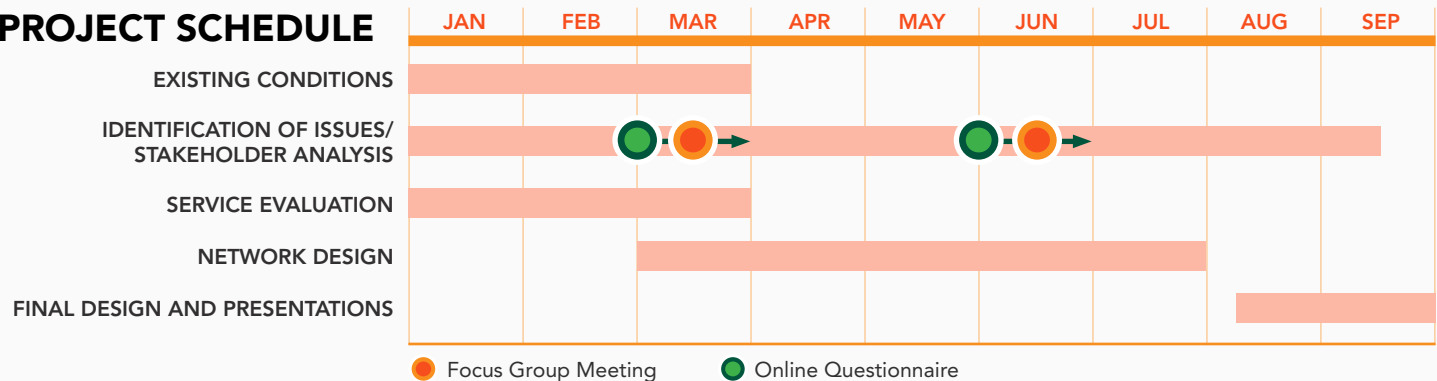 PROJECT SCHEDULE
JAN FEB MAR APR MAY JUN JUL AUG SEP
EXISTING CONDITIONS
IDENTIFICATION OF ISSUES/
STAKEHOLDER ANALYSIS
SERVICE EVALUATION
NETWORK DESIGN
FINAL DESIGN AND PRESENTATIONS
Focus Group Meeting Online Questionnaire